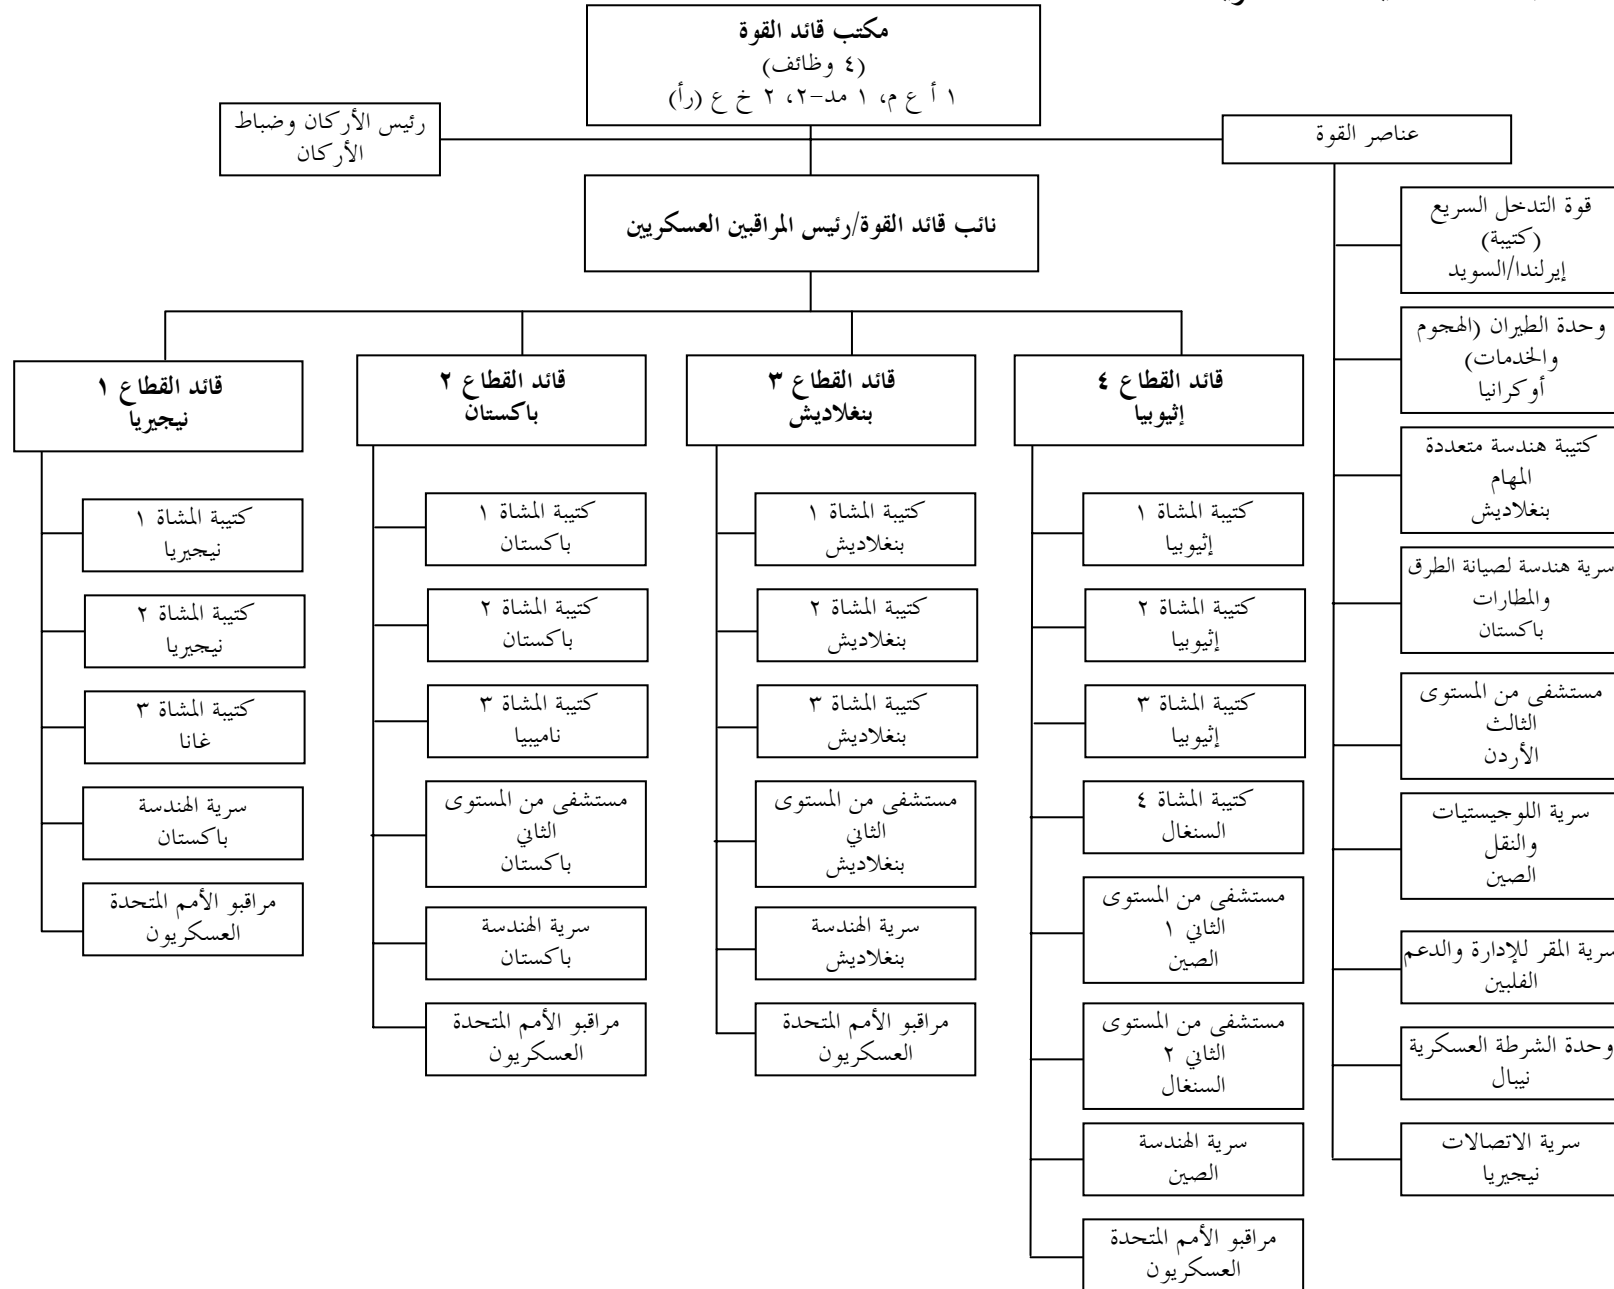 مكتب قائد القوة
(٤ وظائف)
١ أ ع م، ١ مد-٢، ٢ خ ع (رأ)
رئيس الأركان وضباط
الأركان
عناصر القوة
نائب قائد القوة/رئيس المراقبين العسكريين
قائد القطاع ١
نيجيريا
كتيبة المشاة ١
نيجيريا
كتيبة المشاة ٢
نيجيريا
كتيبة المشاة ٣
غانا
سرية الهندسة
باكستان
مراقبو الأمم المتحدة
العسكريون
قائد القطاع ٢
باكستان
كتيبة المشاة ١
باكستان
كتيبة المشاة ٢
باكستان
كتيبة المشاة ٣
ناميبيا
مستشفى من المستوى
الثاني
باكستان
سرية الهندسة
باكستان
مراقبو الأمم المتحدة
العسكريون
قائد القطاع ٣
بنغلاديش
كتيبة المشاة ١
بنغلاديش
كتيبة المشاة ٢
بنغلاديش
كتيبة المشاة ٣
بنغلاديش
مستشفى من المستوى
الثاني
بنغلاديش
سرية الهندسة
بنغلاديش
مراقبو الأمم المتحدة
العسكريون
قائد القطاع ٤
إثيوبيا
كتيبة المشاة ١
إثيوبيا
كتيبة المشاة ٢
إثيوبيا
كتيبة المشاة ٣
إثيوبيا
كتيبة المشاة ٤
السنغال
مستشفى من المستوى
الثاني ١
الصين
مستشفى من المستوى
الثاني ٢
السنغال
سرية الهندسة
الصين
مراقبو الأمم المتحدة
العسكريون
قوة التدخل السريع
(كتيبة)
إيرلندا/السويد
وحدة الطيران (الهجوم
والخدمات)
أوكرانيا
كتيبة هندسة متعددة
المهام
بنغلاديش
سرية هندسة لصيانة الطرق
والمطارات
باكستان
مستشفى من المستوى
الثالث
الأردن
سرية اللوجيستيات
والنقل
الصين
سرية المقر للإدارة والدعم
الفلبين
وحدة الشرطة العسكرية
نيبال
سرية الاتصالات
نيجيريا